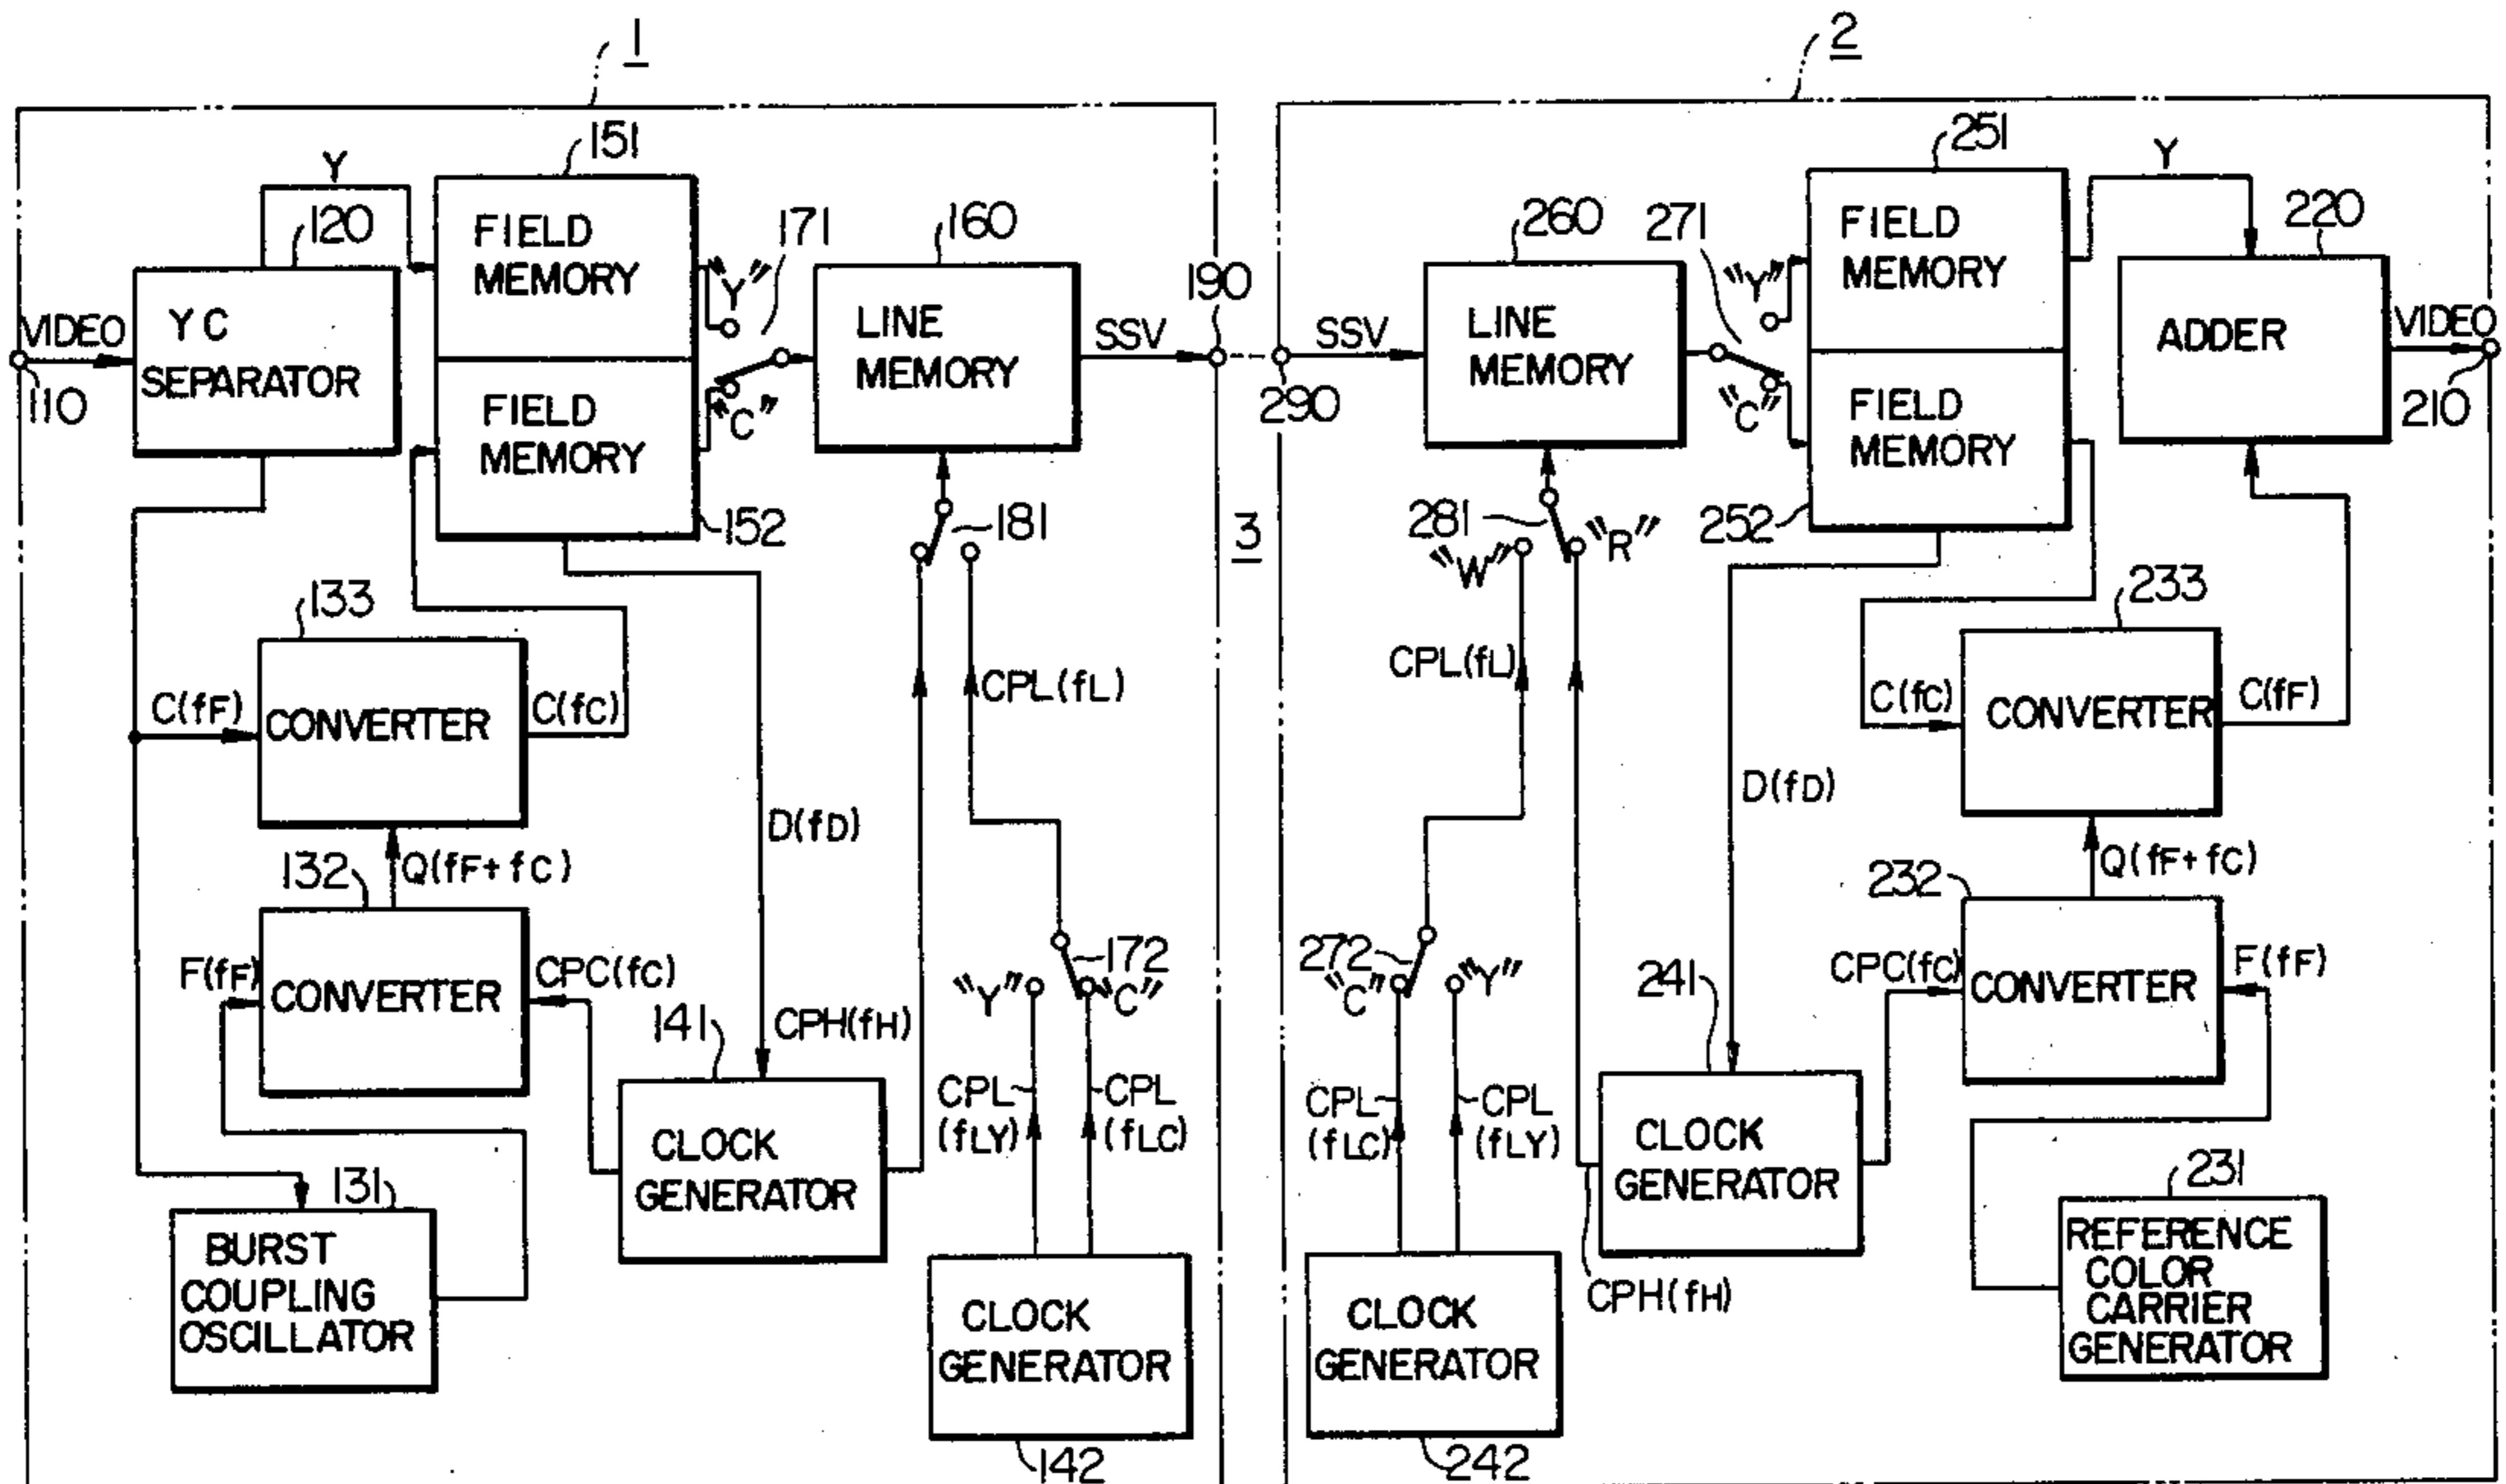 1
2
151
251
Y
Y
120
171
160
190
260
271
220
FIELD
MEMORY
"Y"
FIELD
MEMORY
"Y"
VIDEO
YC
SEPARATOR
LINE
MEMORY
SSV
SSV
LINE
MEMORY
ADDER
VIDEO
110
FIELD
MEMORY
"C"
290
"C"
FIELD
MEMORY
210
152
181
3
281
"W"
"R"
252
133
233
C(fF)
CONVERTER
C(fC)
CPL(fL)
CPL(fL)
C(fC)
CONVERTER
C(fF)
D(fD)
D(fD)
132
Q(fF+fC)
232
Q(fF+fC)
F(fF)
CONVERTER
CPC(fC)
"Y"
172
"C"
272
"C"
"Y"
241
CPC(fC)
CONVERTER
F(fF)
141
CPH(fH)
CPL
(fLY)
CPL
(fLC)
CPL
(fLC)
CPL
(fLY)
CLOCK
GENERATOR
CLOCK
GENERATOR
131
231
BURST
COUPLING
OSCILLATOR
CLOCK
GENERATOR
CLOCK
GENERATOR
CPH(fH)
REFERENCE
COLOR
CARRIER
GENERATOR
142
242